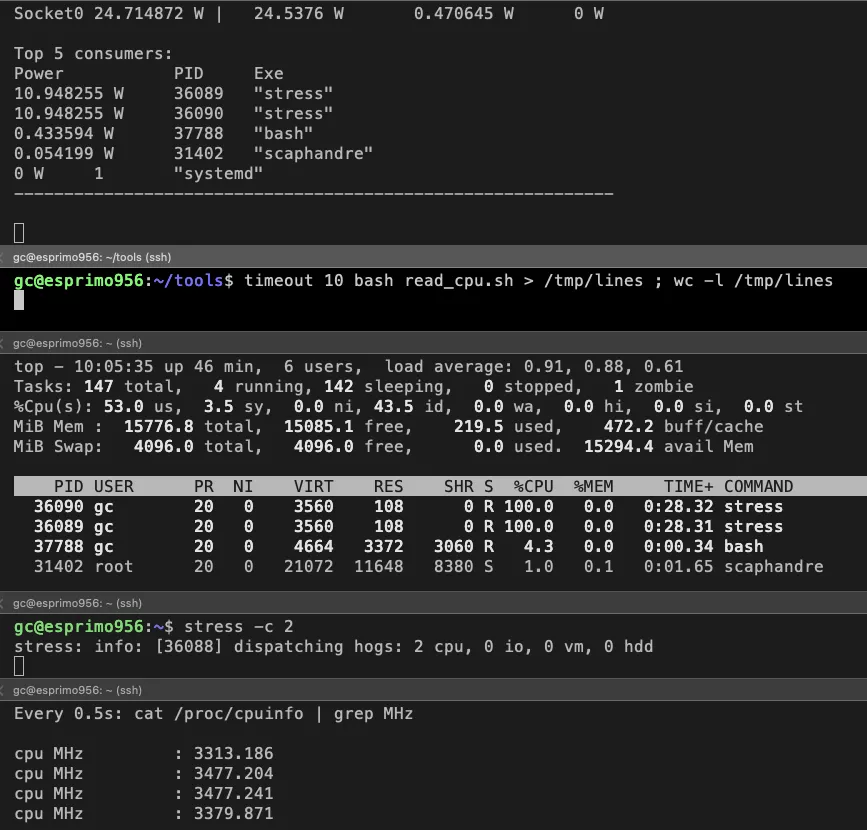 Socket0 24.714872 W |   24.5376 W       0.470645 W      0 W
Top 5 consumers:
Power           PID     Exe
10.948255 W     36089   "stress"
10.948255 W     36090   "stress"
0.433594 W      37788   "bash"
0.054199 W      31402   "scaphandre"
0 W     1       "systemd"
------------------------------------------------------------
gc@esprimo956: ~/tools (ssh)
gc@esprimo956:~/tools$ timeout 10 bash read_cpu.sh > /tmp/lines ; wc -l /tmp/lines
gc@esprimo956: ~ (ssh)
top - 10:05:35 up 46 min,  6 users,  load average: 0.91, 0.88, 0.61
Tasks: 147 total,   4 running, 142 sleeping,   0 stopped,   1 zombie
%Cpu(s): 53.0 us,  3.5 sy,  0.0 ni, 43.5 id,  0.0 wa,  0.0 hi,  0.0 si,  0.0 st
MiB Mem :  15776.8 total,  15085.1 free,    219.5 used,    472.2 buff/cache
MiB Swap:   4096.0 total,   4096.0 free,      0.0 used.  15294.4 avail Mem
    PID USER      PR  NI    VIRT    RES    SHR S  %CPU  %MEM     TIME+ COMMAND
  36090 gc        20   0    3560    108      0 R 100.0   0.0   0:28.32 stress
  36089 gc        20   0    3560    108      0 R 100.0   0.0   0:28.31 stress
  37788 gc        20   0    4664   3372   3060 R   4.3   0.0   0:00.34 bash
  31402 root      20   0   21072  11648   8380 S   1.0   0.1   0:01.65 scaphandre
gc@esprimo956: ~ (ssh)
gc@esprimo956:~$ stress -c 2
stress: info: [36088] dispatching hogs: 2 cpu, 0 io, 0 vm, 0 hdd
gc@esprimo956: ~ (ssh)
Every 0.5s: cat /proc/cpuinfo | grep MHz
cpu MHz         : 3313.186
cpu MHz         : 3477.204
cpu MHz         : 3477.241
cpu MHz         : 3379.871